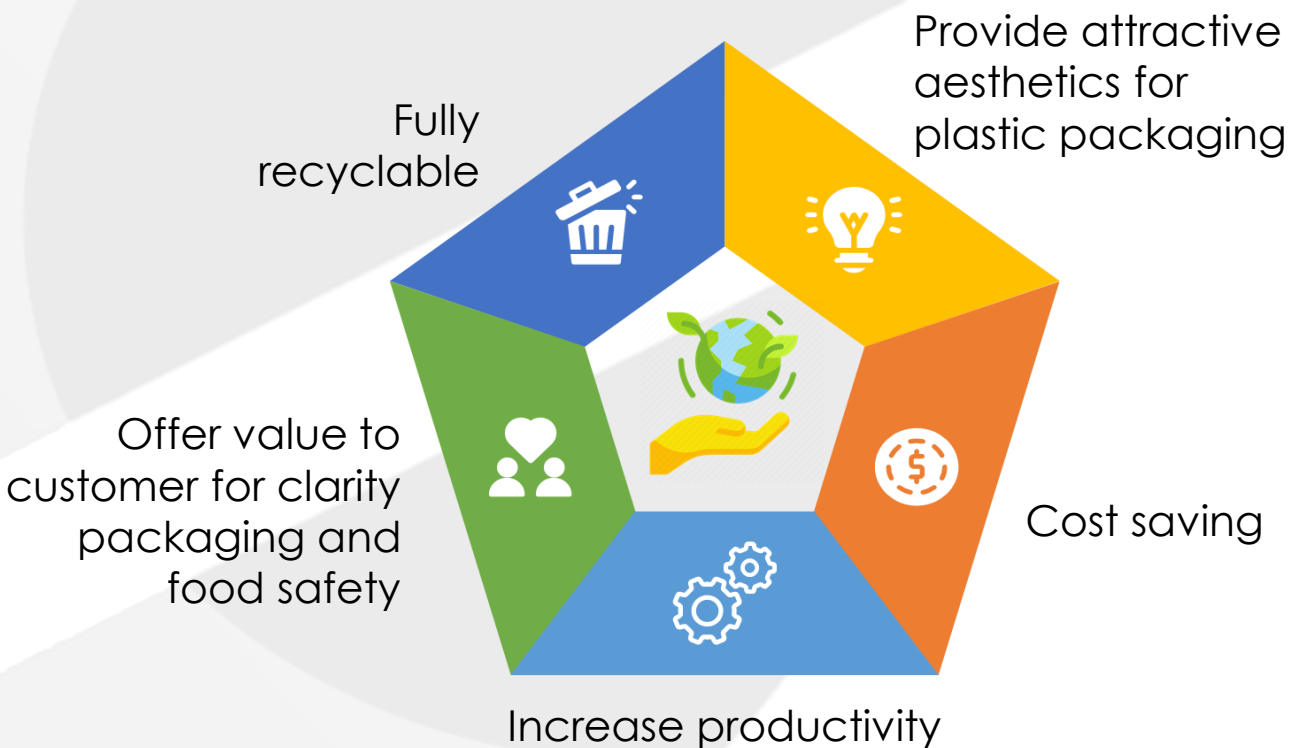 Provide attractive
aesthetics for
plastic packaging
Fully
recyclable
Offer value to
customer for clarity
packaging and
food safety
$
Cost saving
Increase productivity